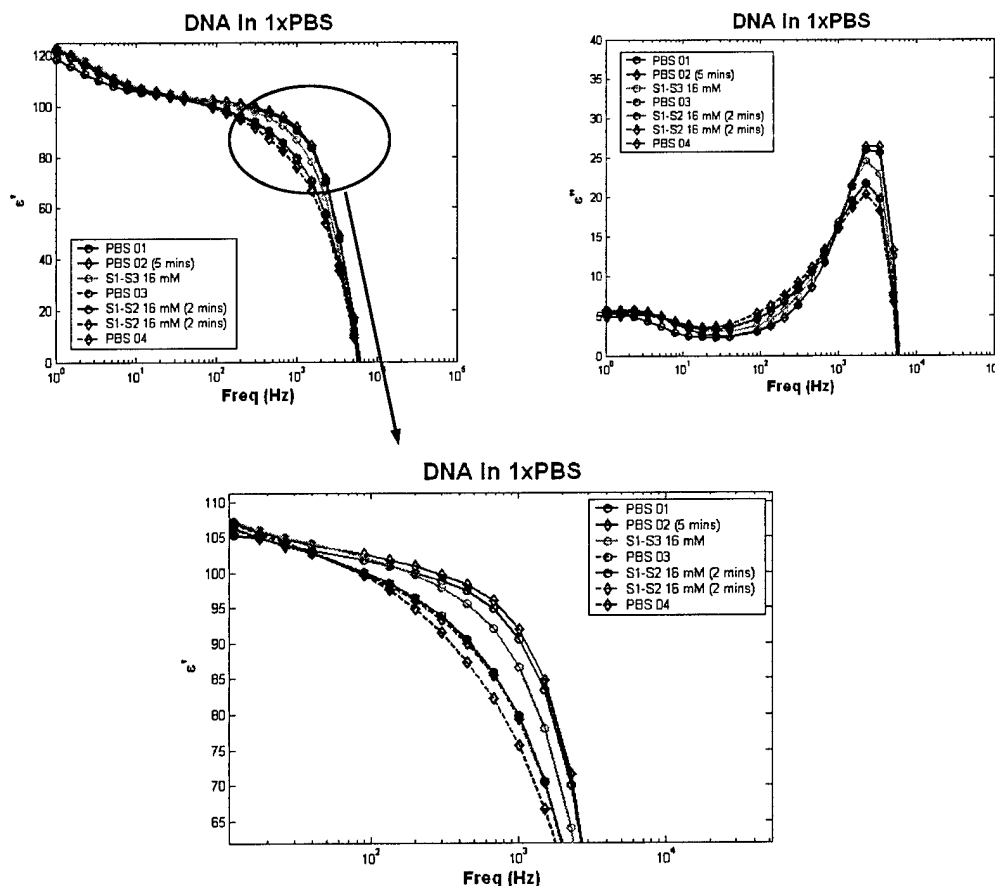 DNA in 1xPBS
120
100
80
60
40
20
0
ε'
PBS 01
PBS 02 (5 mins)
S1-S3 16 mM
PBS 03
S1-S2 16 mM (2 mins)
S1-S2 16 mM (2 mins)
PBS 04
10^0
10^1
10^2
10^3
10^4
10^5
Freq (Hz)
DNA in 1xPBS
40
35
30
25
20
15
10
5
0
ε"
PBS 01
PBS 02 (5 mins)
S1-S3 16 mM
PBS 03
S1-S2 16 mM (2 mins)
S1-S2 16 mM (2 mins)
PBS 04
10^0
10^1
10^2
10^3
10^4
10^5
Freq (Hz)
DNA in 1xPBS
110
105
100
95
90
85
80
75
70
65
ε'
PBS 01
PBS 02 (5 mins)
S1-S3 16 mM
PBS 03
S1-S2 16 mM (2 mins)
S1-S2 16 mM (2 mins)
PBS 04
10^2
10^3
10^4
Freq (Hz)